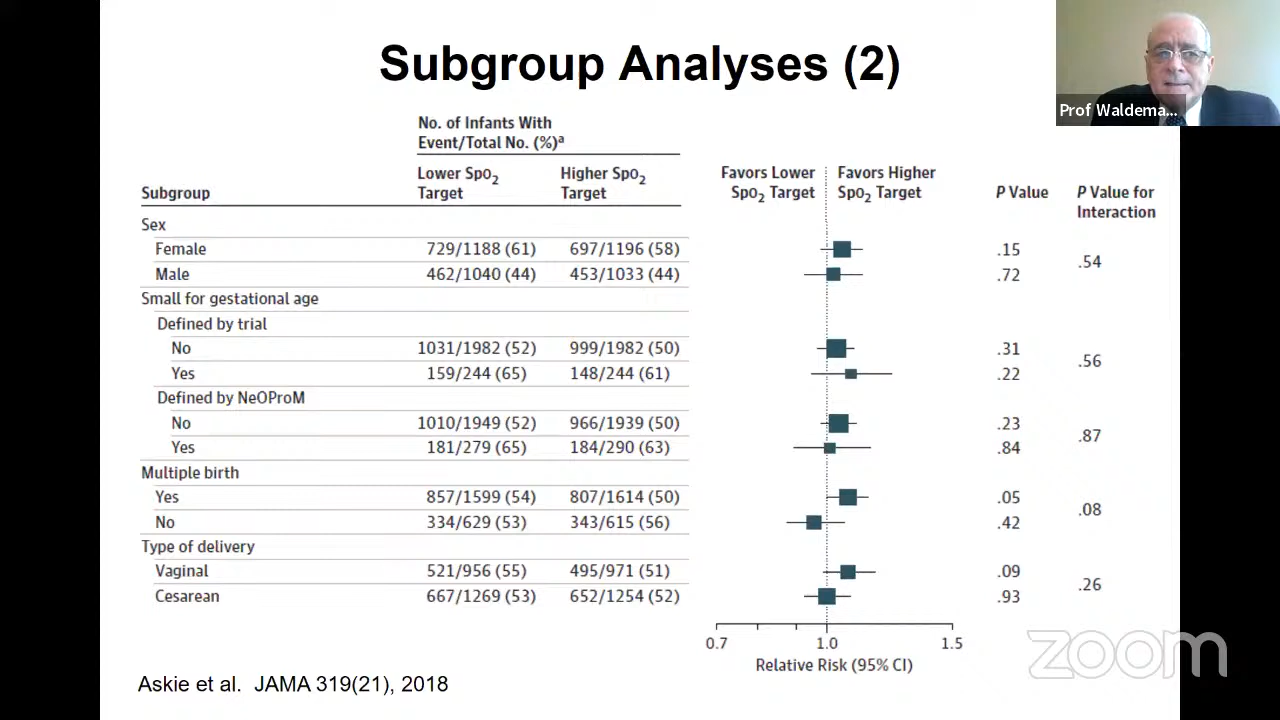 Subgroup Analyses (2)
Prof Waldema...
No. of Infants With
Event/Total No. (%)a
Subgroup
Lower SpO2
Target
Higher SpO2
Target
Favors Lower
SpO2 Target
Favors Higher
SpO2 Target
P Value
P Value for
Interaction
Sex
Female 729/1188 (61) 697/1196 (58) .15
.54
Male 462/1040 (44) 453/1033 (44) .72
Small for gestational age
Defined by trial
No 1031/1982 (52) 999/1982 (50) .31
.56
Yes 159/244 (65) 148/244 (61) .22
Defined by NeOProM
No 1010/1949 (52) 966/1939 (50) .23
.87
Yes 181/279 (65) 184/290 (63) .84
Multiple birth
Yes 857/1599 (54) 807/1614 (50) .05
.08
No 334/629 (53) 343/615 (56) .42
Type of delivery
Vaginal 521/956 (55) 495/971 (51) .09
.26
Cesarean 667/1269 (53) 652/1254 (52) .93
0.7 1.0 1.5
Relative Risk (95% CI)
Askie et al. JAMA 319(21), 2018
zoom